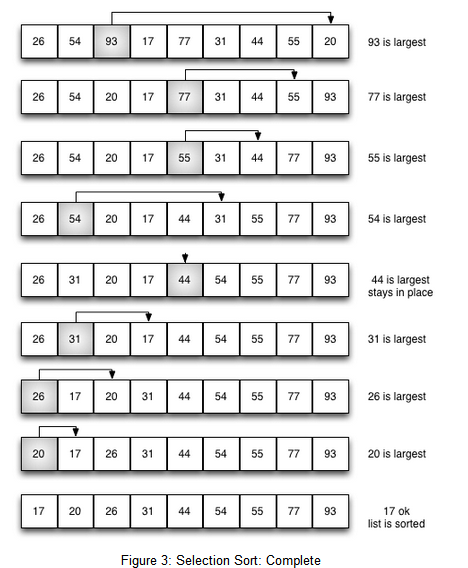 26 54 93 17 77 31 44 55 20 93 is largest
26 54 20 17 77 31 44 55 93 77 is largest
26 54 20 17 55 31 44 77 93 55 is largest
26 54 20 17 44 31 55 77 93 54 is largest
26 31 20 17 44 54 55 77 93 44 is largest
stays in place
26 31 20 17 44 54 55 77 93 31 is largest
26 17 20 31 44 54 55 77 93 26 is largest
20 17 26 31 44 54 55 77 93 20 is largest
17 20 26 31 44 54 55 77 93 17 ok
list is sorted
Figure 3: Selection Sort: Complete